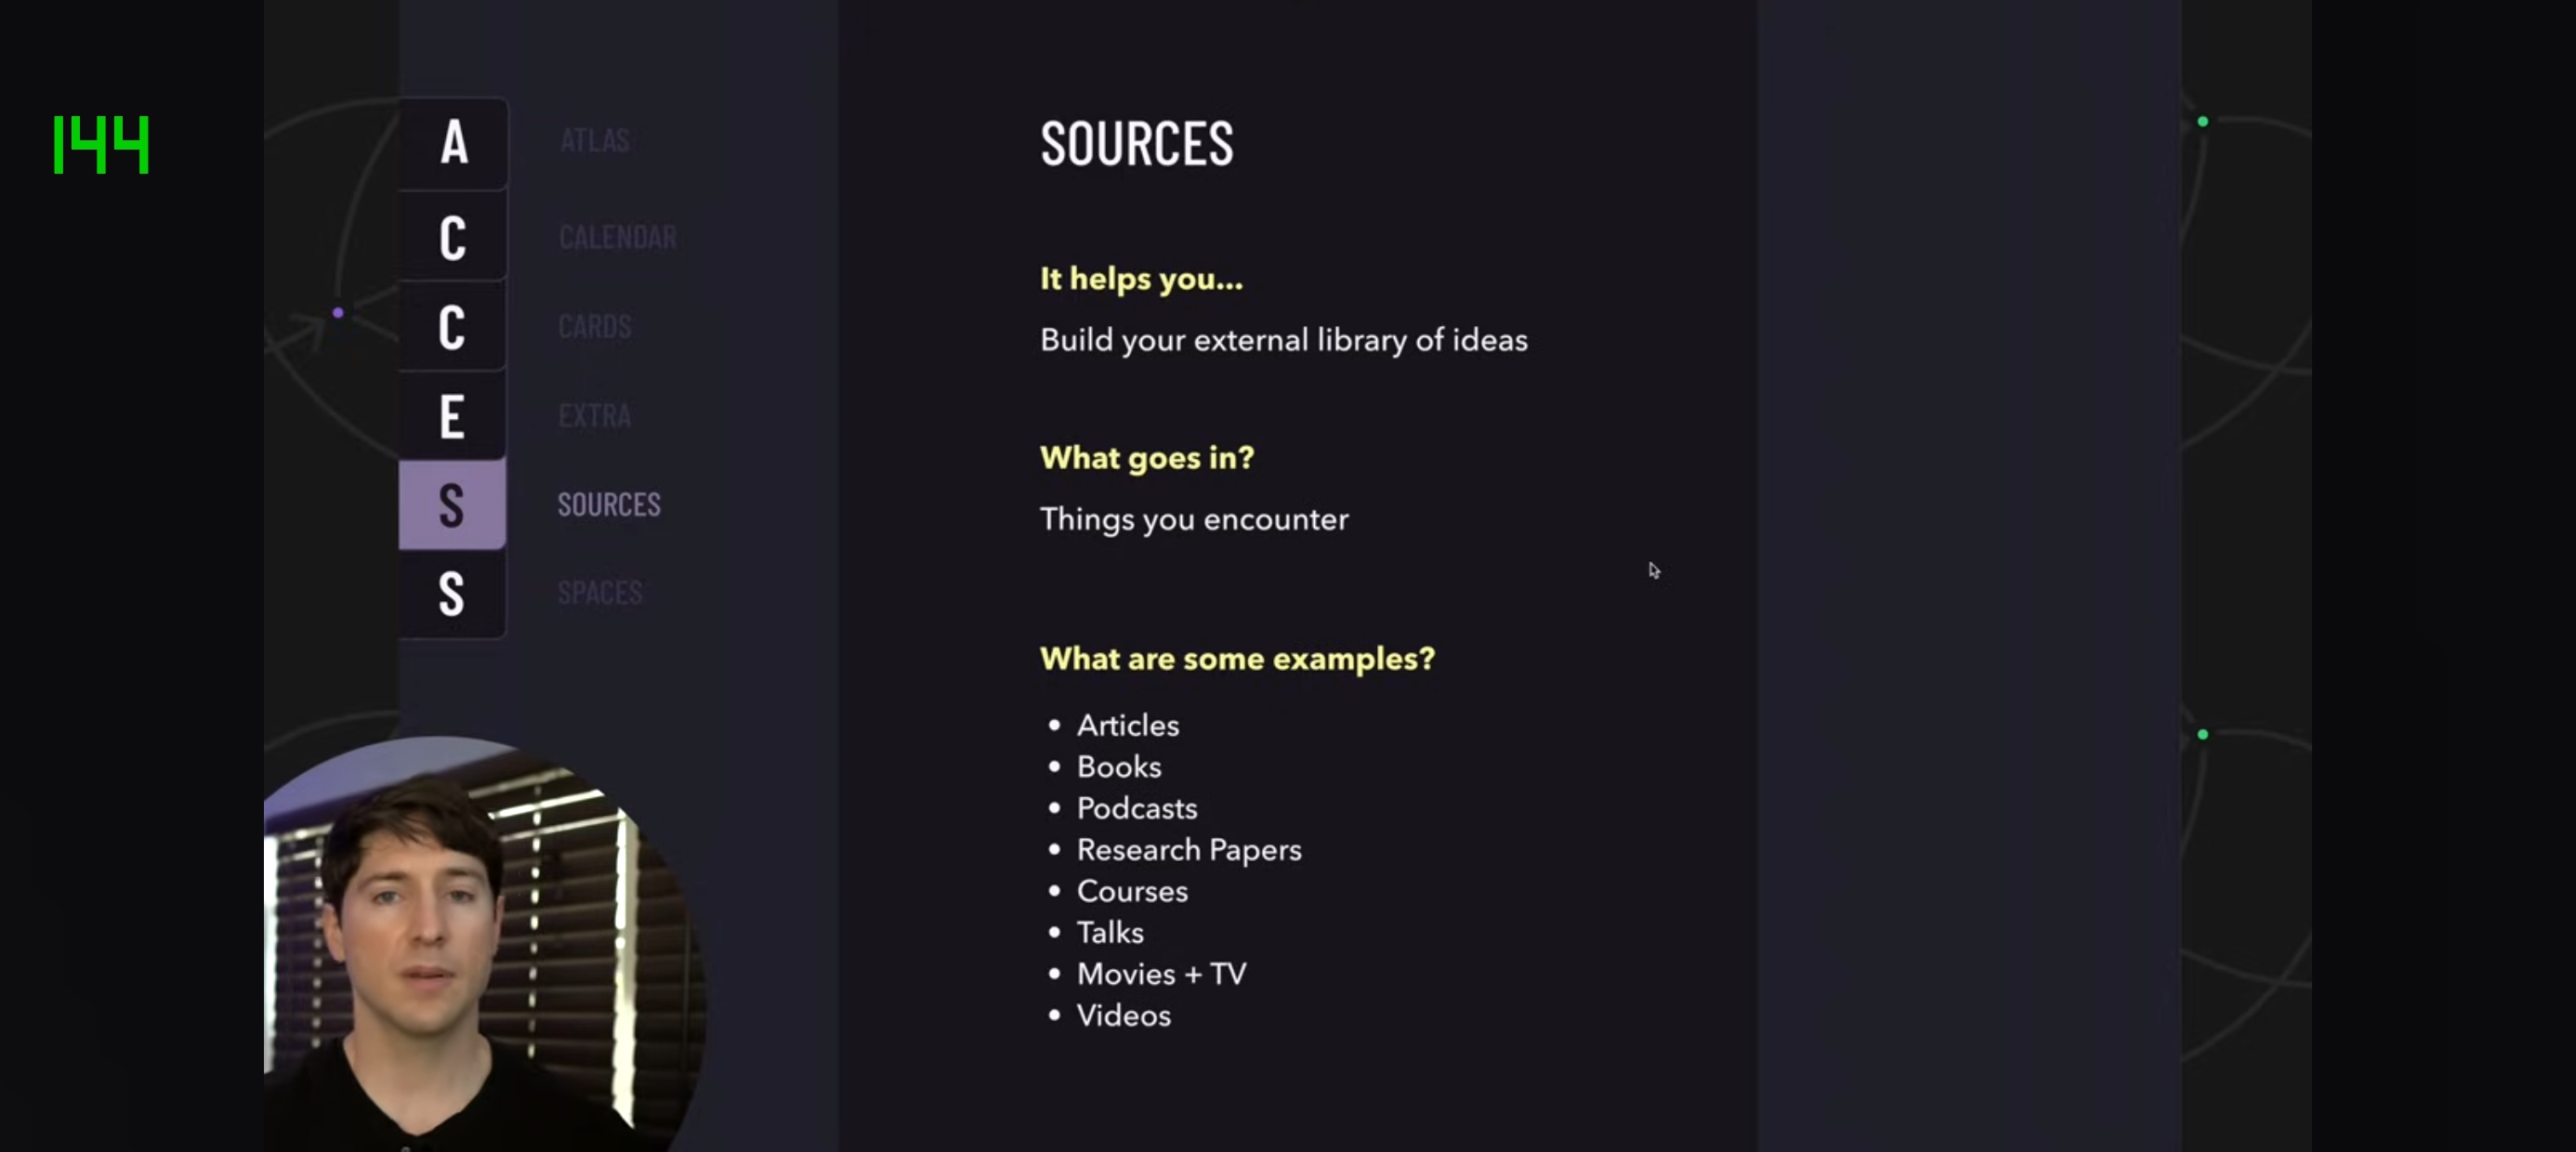 144
A
ATLAS
C
CALENDAR
C
CARDS
E
EXTRA
S
SOURCES
S
SPACES
SOURCES
It helps you...
Build your external library of ideas
What goes in?
Things you encounter
What are some examples?
• Articles
• Books
• Podcasts
• Research Papers
• Courses
• Talks
• Movies + TV
• Videos